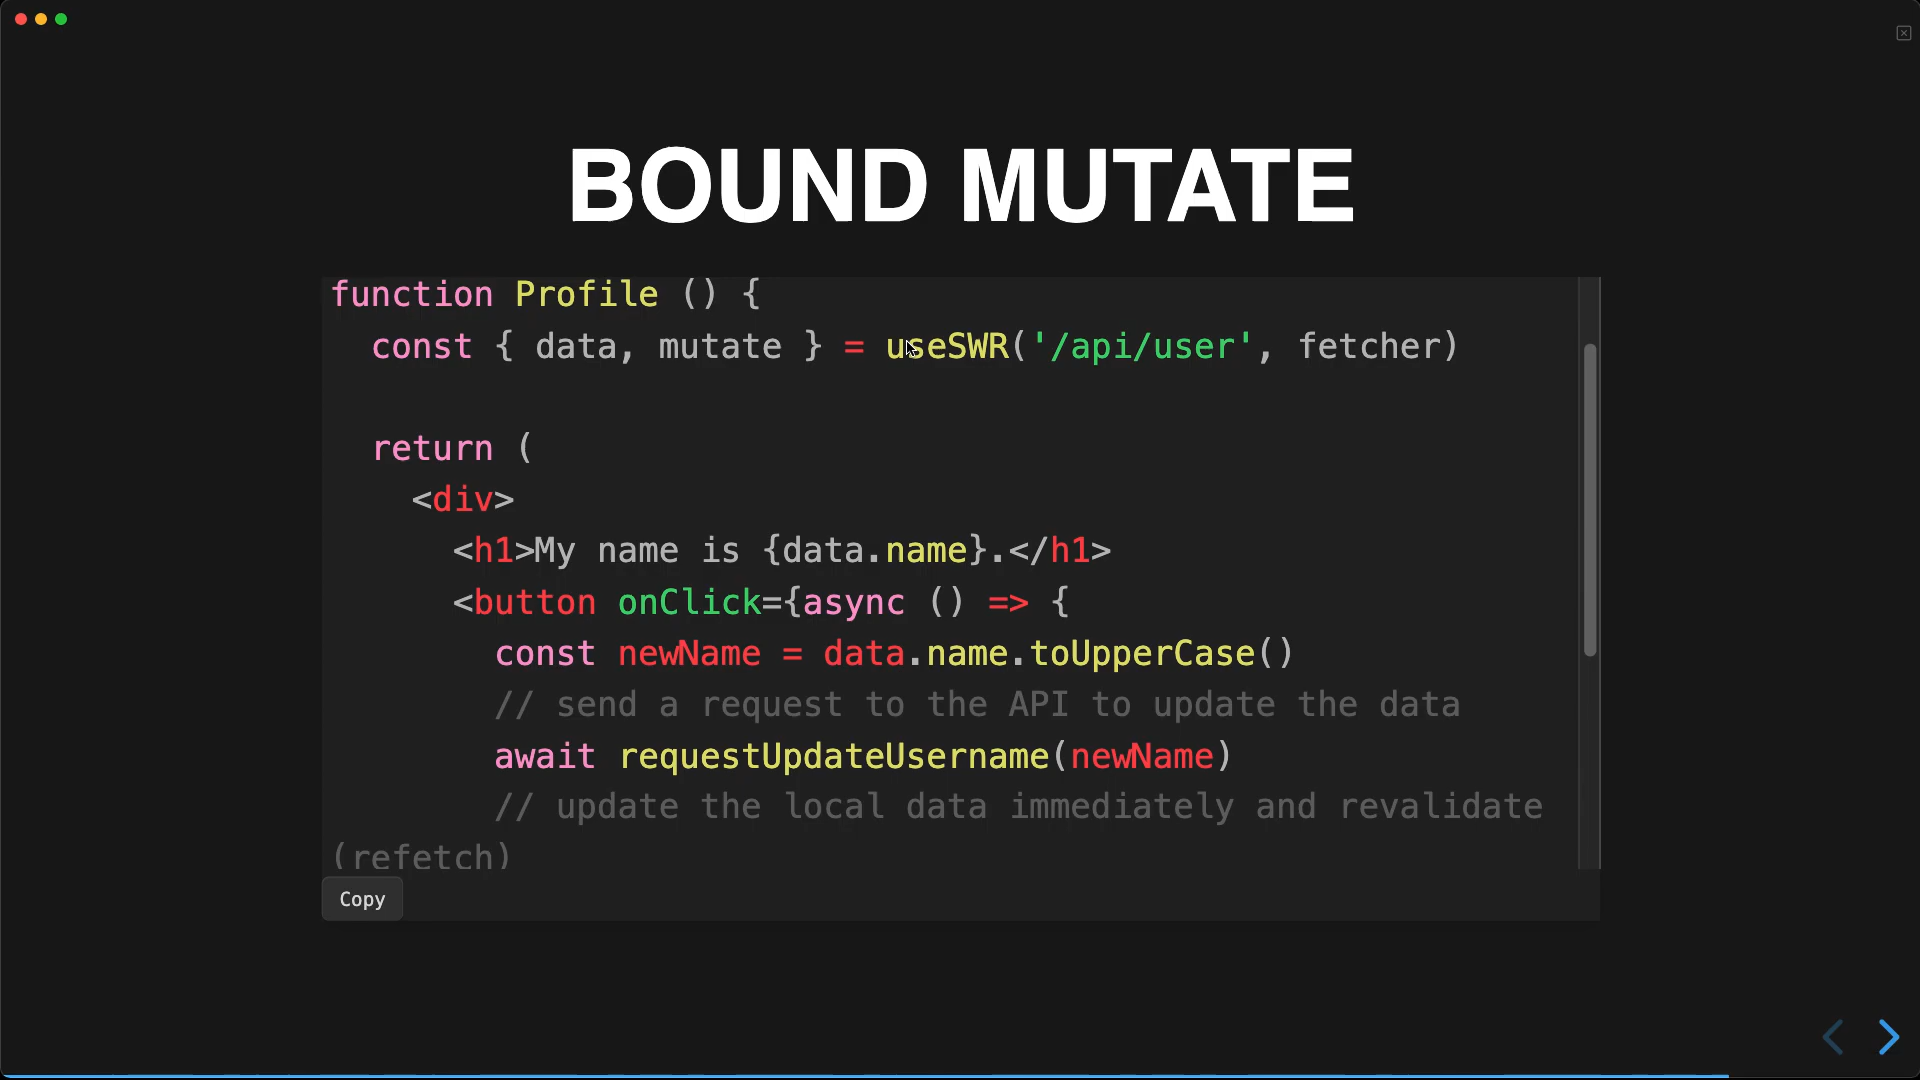 BOUND MUTATE
function Profile () {
  const { data, mutate } = useSWR('/api/user', fetcher)
  return (
    <div>
      <h1>My name is {data.name}.</h1>
      <button onClick={async () => {
        const newName = data.name.toUpperCase()
        // send a request to the API to update the data
        await requestUpdateUsername(newName)
        // update the local data immediately and revalidate
(refetch)
Copy